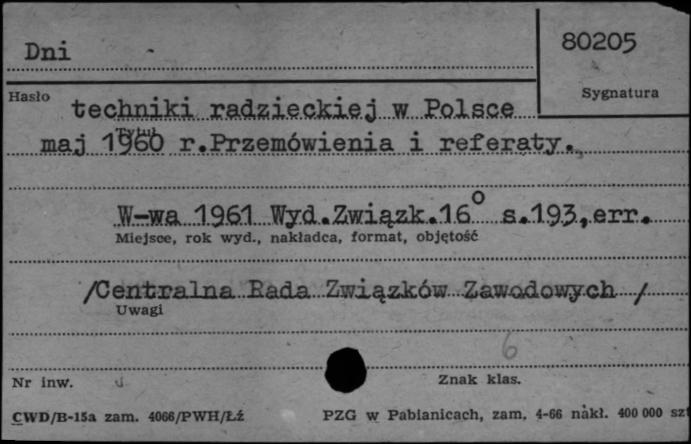 Dni
80205
Hasło
Sygnatura
techniki radzieckiej w Polsce
Tytuł
maj 1960 r.Przemówienia i referaty.
W-wa 1961 Wyd.Związk.16° s.193,err.
Miejsce, rok wyd., nakładca, format, objętość
/Centralna Rada Związków Zawodowych /
Uwagi
6
Nr inw.
Znak klas.
CWD/B-15a zam. 4066/PWH/Łź
PZG w Pabianicach, zam. 4-66 nakł. 400 000 szt